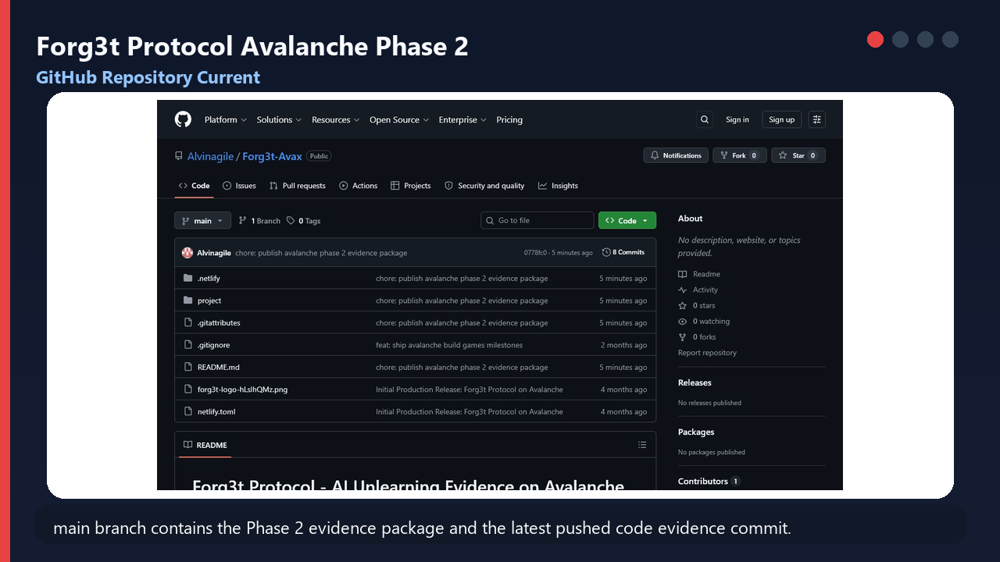 Forg3t Protocol Avalanche Phase 2
GitHub Repository Current
Platform Solutions Resources Open Source Enterprise Pricing Sign in Sign up
Alvinagile / Forg3t-Avax Public Notifications Fork 0 Star 0
Code Issues Pull requests Actions Projects Security and quality Insights
main 1 Branch 0 Tags Go to file Code
Alvinagile chore: publish avalanche phase 2 evidence package 0778fc0 · 5 minutes ago 8 Commits
.netlify chore: publish avalanche phase 2 evidence package 5 minutes ago
project chore: publish avalanche phase 2 evidence package 5 minutes ago
.gitattributes chore: publish avalanche phase 2 evidence package 5 minutes ago
.gitignore feat: ship avalanche build games milestones 2 months ago
README.md chore: publish avalanche phase 2 evidence package 5 minutes ago
forg3t-logo-hLslhQMz.png Initial Production Release: Forg3t Protocol on Avalanche 4 months ago
netlify.toml Initial Production Release: Forg3t Protocol on Avalanche 4 months ago
README
Forg3t Protocol - AI Unlearning Evidence on Avalanche
About
No description, website, or topics
provided.
Readme
Activity
0 stars
0 watching
0 forks
Report repository
Releases
No releases published
Packages
No packages published
Contributors 1
main branch contains the Phase 2 evidence package and the latest pushed code evidence commit.